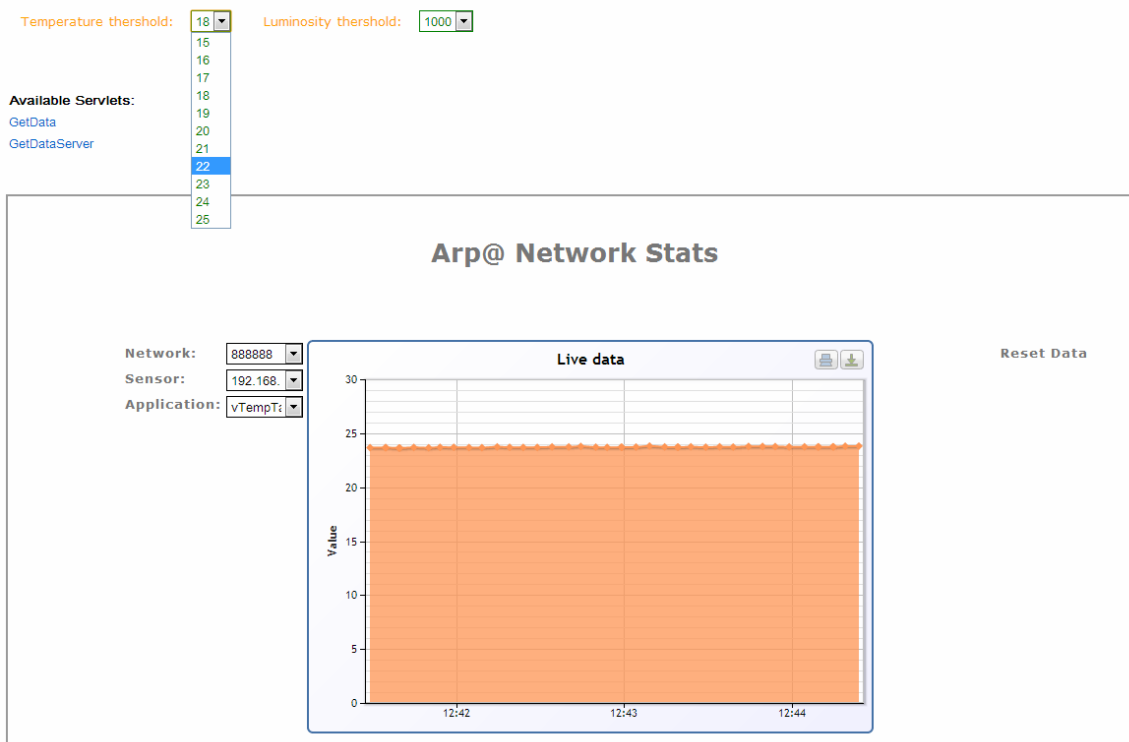 Temperature thershold: 18 Luminosity thershold: 1000
15
16
17
18
19
20
21
22
23
24
25
Available Servlets:
GetData
GetDataServer
Arp@ Network Stats
Network: 888888
Sensor: 192.168.
Application: vTempTa
Reset Data
Live data
30
25
20
15
10
5
0
Value
12:42 12:43 12:44